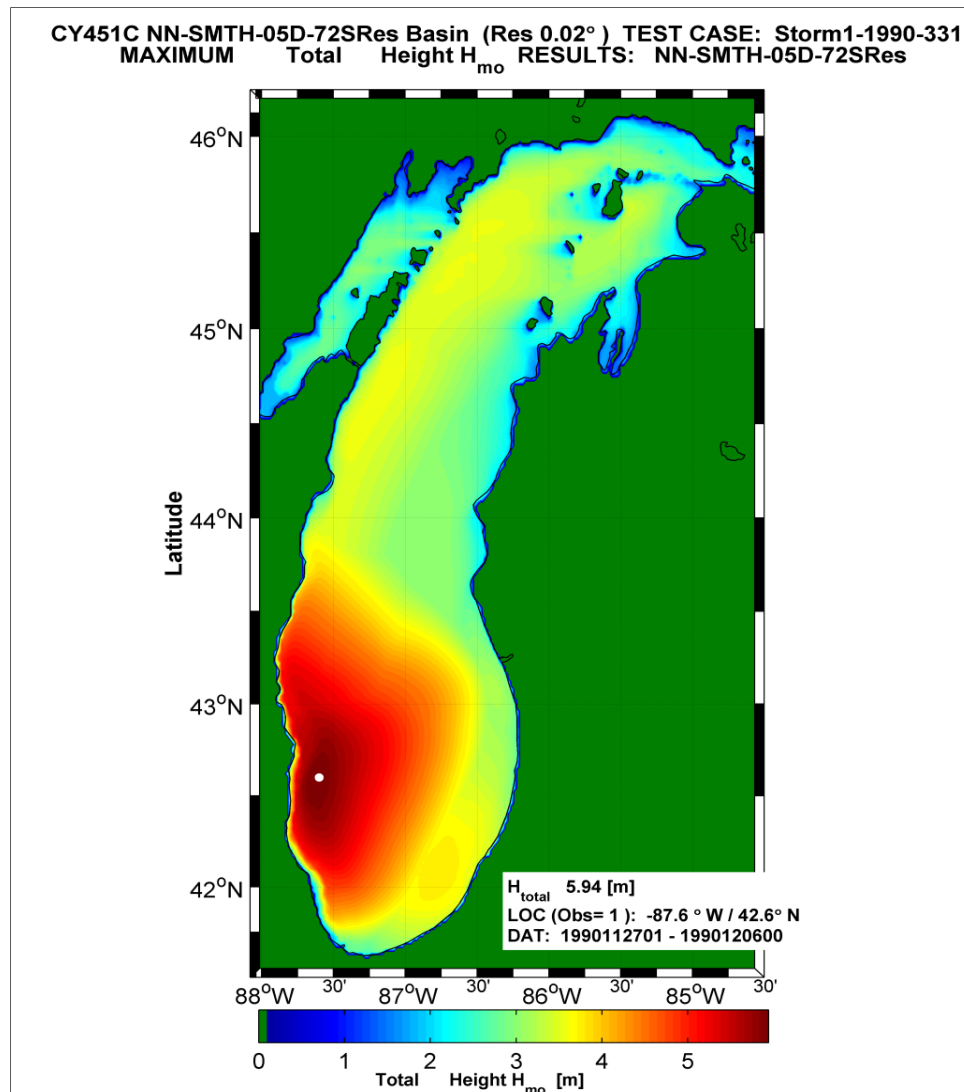 CY451C NN-SMTH-05D-72SRes Basin (Res 0.02° ) TEST CASE: Storm1-1990-331
MAXIMUM Total Height Hmo RESULTS: NN-SMTH-05D-72SRes
46°N
45°N
44°N
43°N
42°N
Latitude
Htotal 5.94 [m]
LOC (Obs= 1 ): -87.6 ° W / 42.6° N
DAT: 1990112701 - 1990120600
88°W 30' 87°W 30' 86°W 30' 85°W 30'
0 1 2 3 4 5
Total Height Hmo [m]